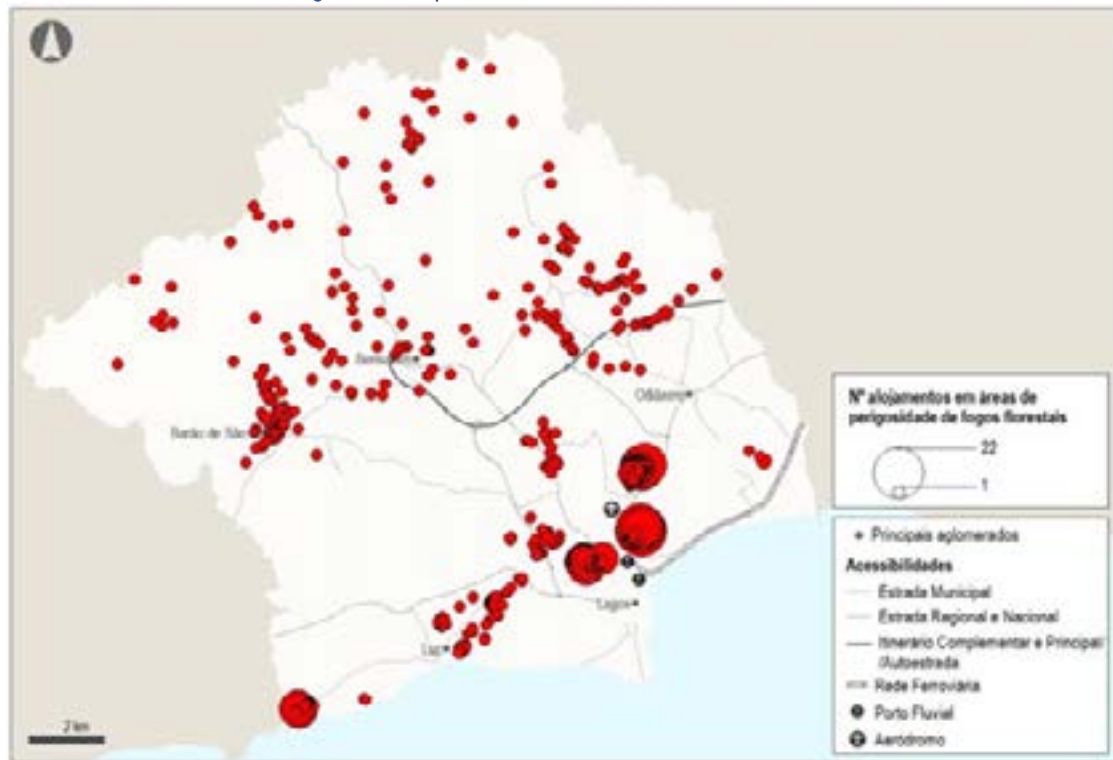 Nº alojamentos em áreas de
perigosidade de fogos florestais
22
1
Principais aglomerados
Acessibilidades
Estrada Municipal
Estrada Regional e Nacional
Itinerário Complementar e Principal
/Autoestrada
Rede Ferroviária
Porto Fluvial
Aeródromo
Bensafrim
Odiáxere
Barão de São
Lagos
Luz
2 km